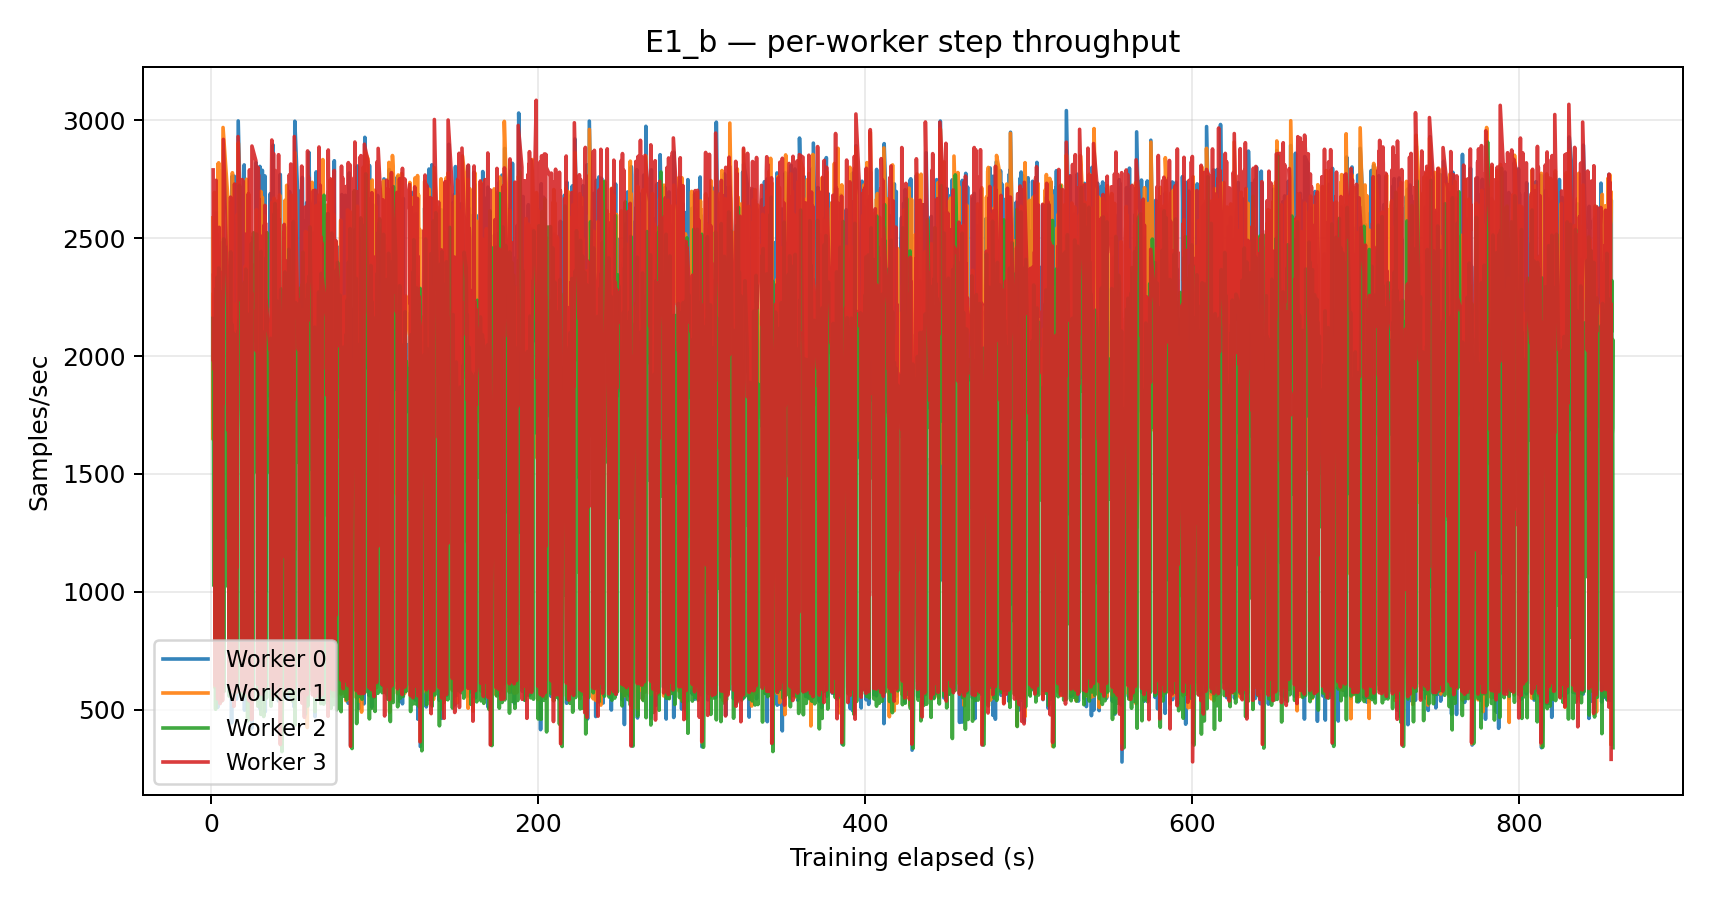 E1_b — per-worker step throughput
Samples/sec
3000
2500
2000
1500
1000
500
Worker 0
Worker 1
Worker 2
Worker 3
0 200 400 600 800
Training elapsed (s)